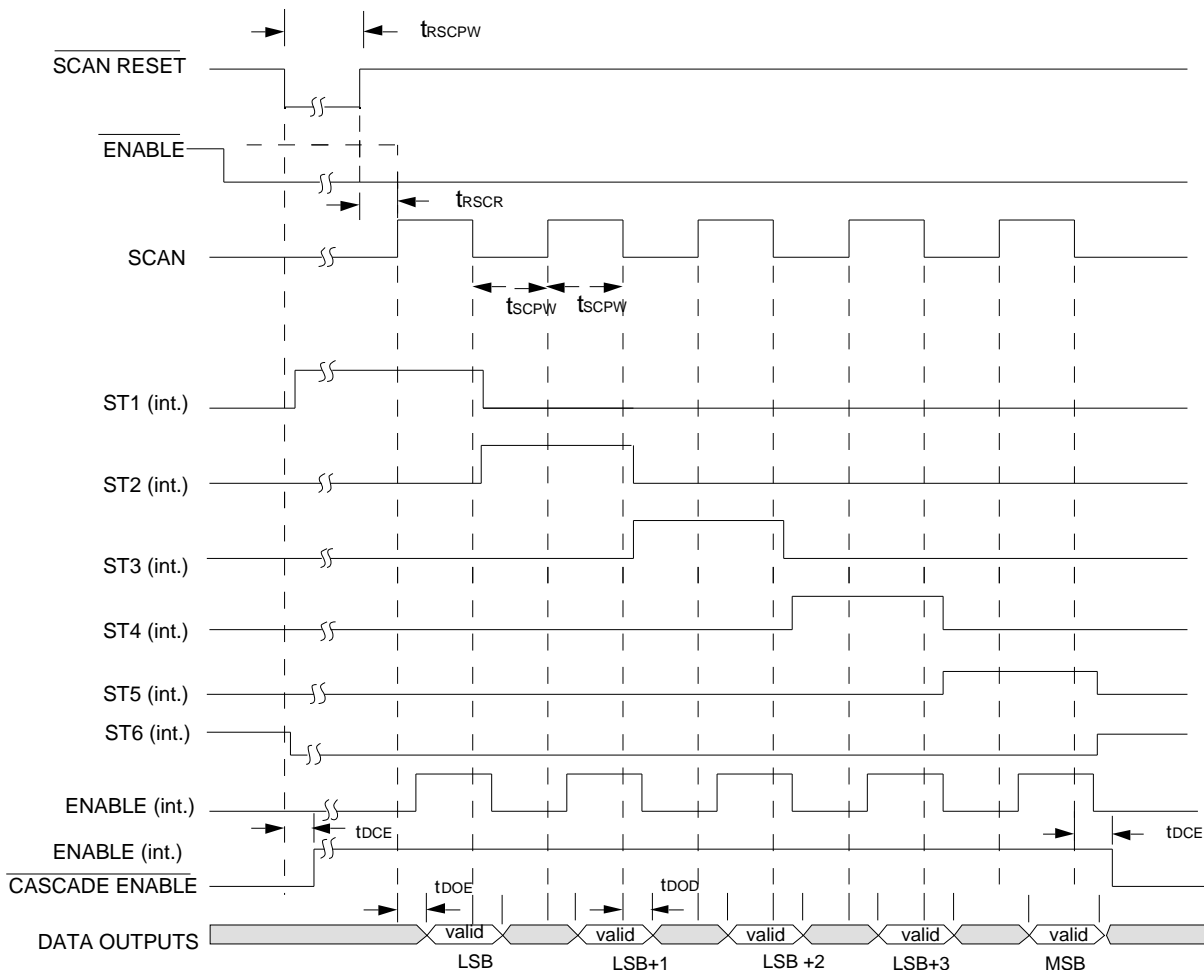 tRSCPW
SCAN RESET
ENABLE
tRSCR
SCAN
tSCPW tSCPW
ST1 (int.)
ST2 (int.)
ST3 (int.)
ST4 (int.)
ST5 (int.)
ST6 (int.)
ENABLE (int.)
tDCE tDCE
ENABLE (int.)
CASCADE ENABLE
tDOE tDOD
DATA OUTPUTS valid valid valid valid valid
LSB LSB+1 LSB +2 LSB+3 MSB